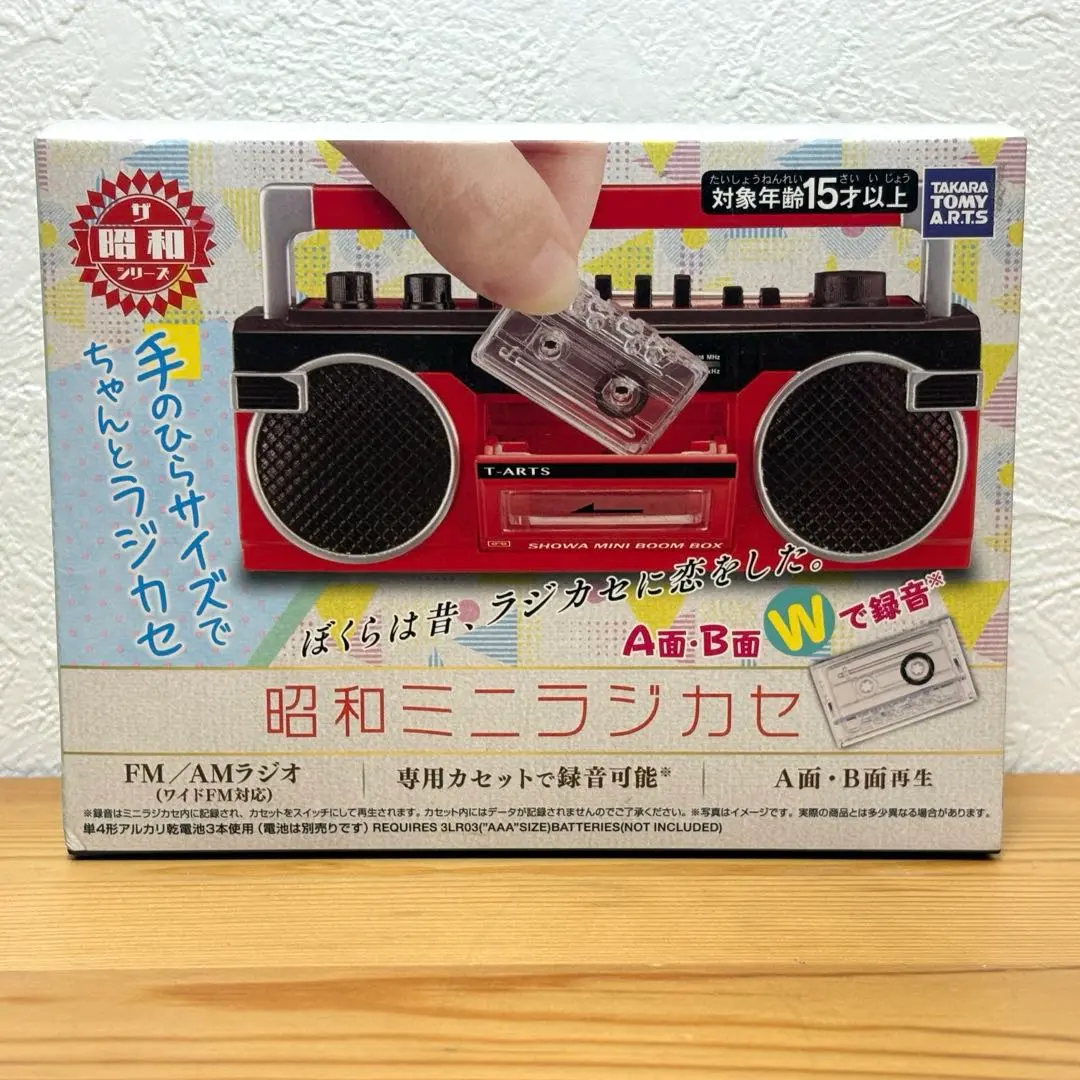 ザ
昭和
シリーズ
たいしょうねんれい さい い じょう
対象年齢15才以上
TAKARA
TOMY
A.R.T.S
手のひらサイズで
ちゃんとラジカセ
MHz
kHz
T-ARTS
SHOWA MINI BOOM BOX
ぼくらは昔、ラジカセに恋をした。
A面・B面Wで録音※
昭和ミニラジカセ
FM/AMラジオ
(ワイドFM対応)
専用カセットで録音可能※
A面・B面再生
※録音はミニラジカセ内に記録され、カセットをスイッチにして再生されます。カセット内にはデータが記録されませんのでご了承ください。※写真はイメージです。実際の商品とは多少異なる場合があります。
単4形アルカリ乾電池3本使用(電池は別売りです) REQUIRES 3LR03("AAA"SIZE)BATTERIES(NOT INCLUDED)